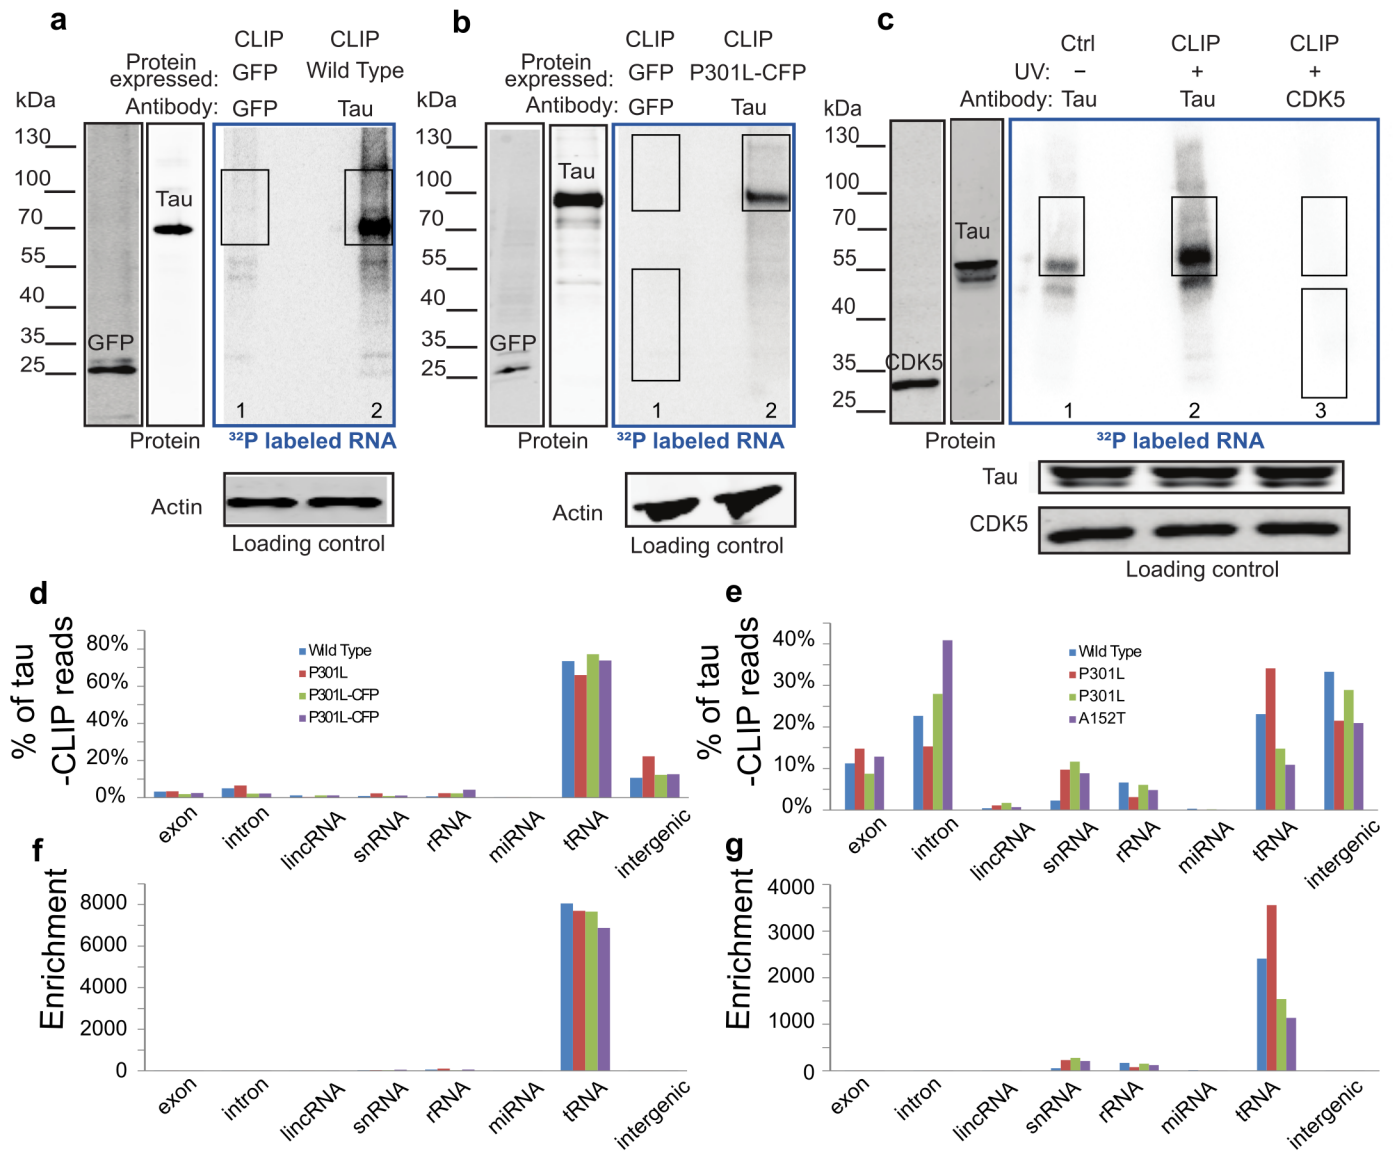 a
CLIP CLIP
Protein
expressed: GFP Wild Type
Antibody: GFP Tau
kDa
130
100
70
55
40
35
25
GFP
Tau
1 2
Protein
³²P labeled RNA
Actin
Loading control
b
CLIP CLIP
Protein
expressed: GFP P301L-CFP
Antibody: GFP Tau
kDa
130
100
70
55
40
35
25
GFP
Tau
1 2
Protein
³²P labeled RNA
Actin
Loading control
c
Ctrl CLIP CLIP
UV: – + +
Antibody: Tau Tau CDK5
kDa
130
100
70
55
40
35
25
CDK5
Tau
1 2 3
Protein
³²P labeled RNA
Tau
CDK5
Loading control
d
% of tau
-CLIP reads
80%
60%
40%
20%
0%
Wild Type
P301L
P301L-CFP
P301L-CFP
exon intron lincRNA snRNA rRNA miRNA tRNA intergenic
e
% of tau
-CLIP reads
40%
30%
20%
10%
0%
Wild Type
P301L
P301L
A152T
exon intron lincRNA snRNA rRNA miRNA tRNA intergenic
f
Enrichment
8000
6000
4000
2000
0
exon intron lincRNA snRNA rRNA miRNA tRNA intergenic
g
Enrichment
4000
3000
2000
1000
0
exon intron lincRNA snRNA rRNA miRNA tRNA intergenic